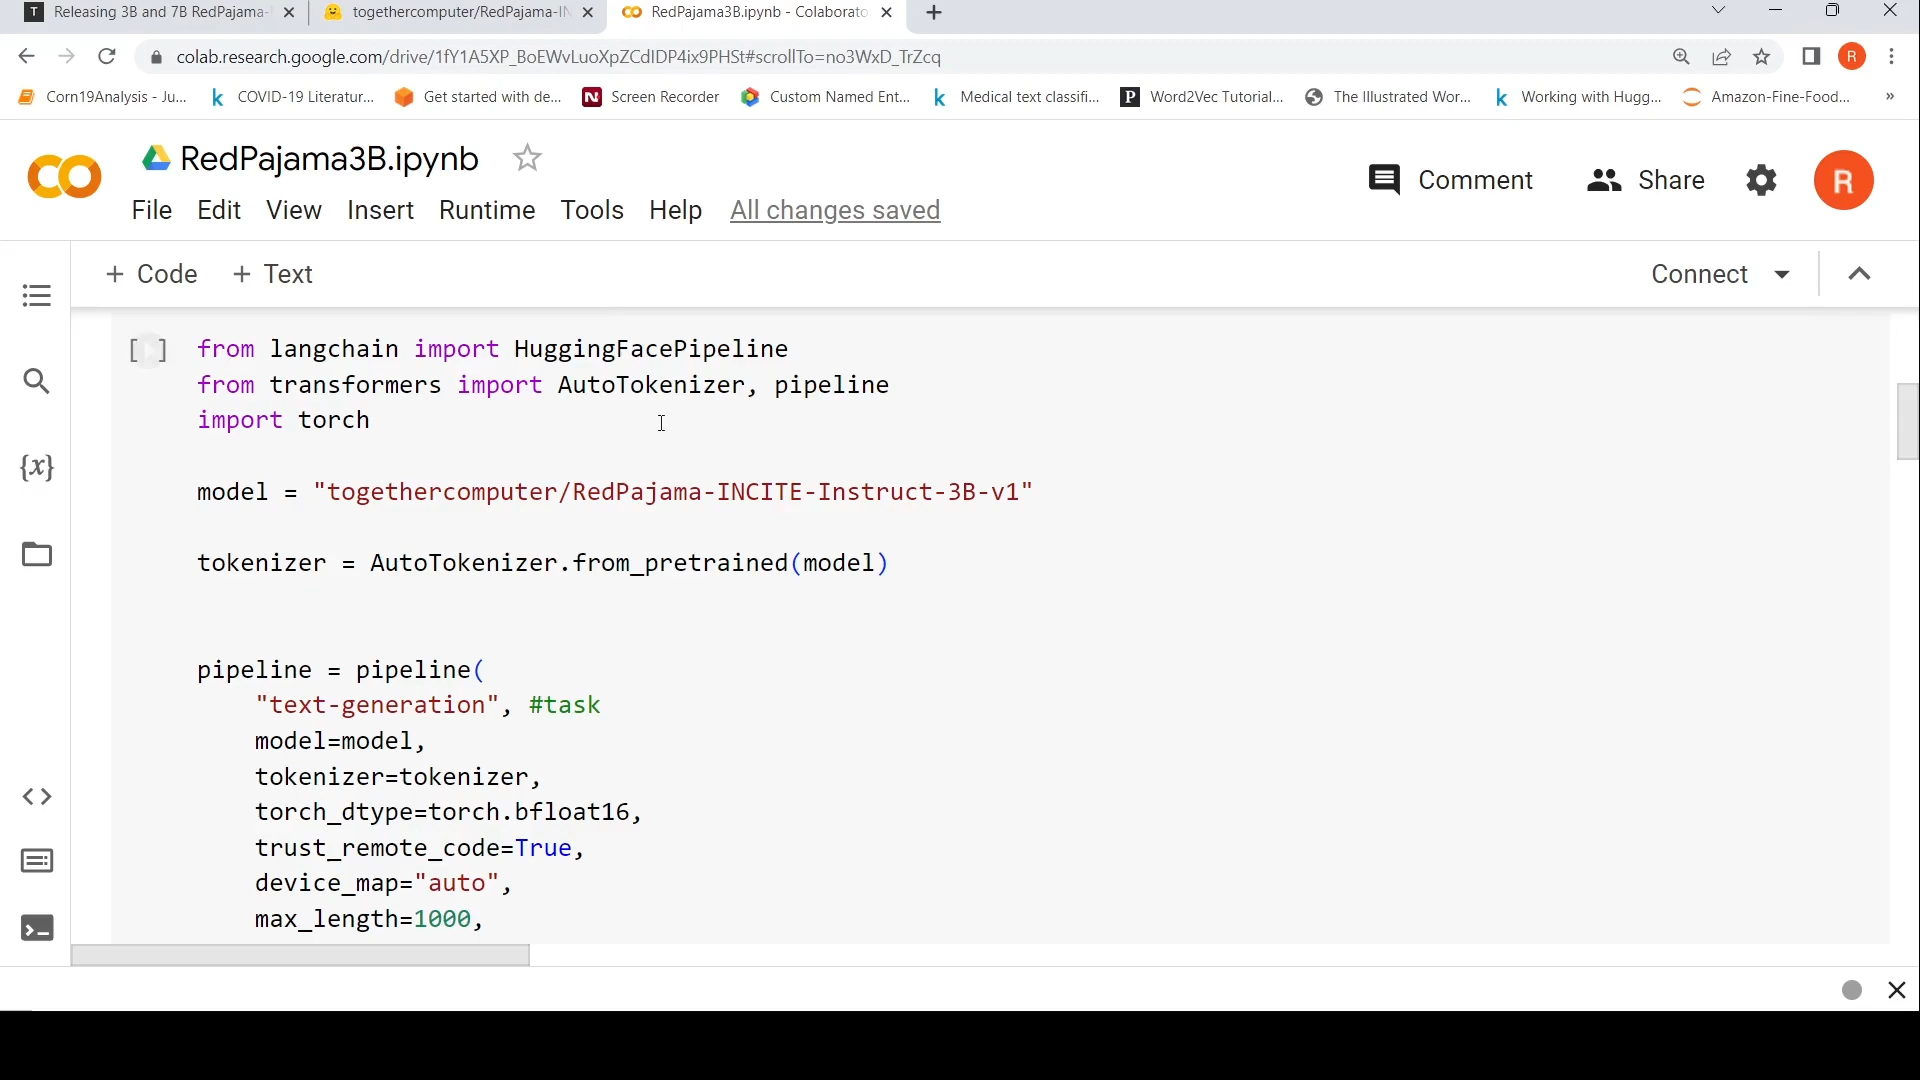 T Releasing 3B and 7B RedPajama-
togethercomputer/RedPajama-IN
RedPajama3B.ipynb - Colaborato
colab.research.google.com/drive/1fY1A5XP_BoEWvLuoXpZCdIDP4ix9PHSt#scrollTo=no3WxD_TrZcq
R
Corn19Analysis - Ju...
k COVID-19 Literatur...
Get started with de...
N Screen Recorder
Custom Named Ent...
k Medical text classifi...
P Word2Vec Tutorial...
The Illustrated Wor...
k Working with Hugg...
Amazon-Fine-Food...
»
RedPajama3B.ipynb
Comment
Share
R
File Edit View Insert Runtime Tools Help All changes saved
+ Code + Text
Connect
{x}
[ ] from langchain import HuggingFacePipeline
from transformers import AutoTokenizer, pipeline
import torch
model = "togethercomputer/RedPajama-INCITE-Instruct-3B-v1"
tokenizer = AutoTokenizer.from_pretrained(model)
pipeline = pipeline(
"text-generation", #task
model=model,
tokenizer=tokenizer,
torch_dtype=torch.bfloat16,
trust_remote_code=True,
device_map="auto",
max_length=1000,